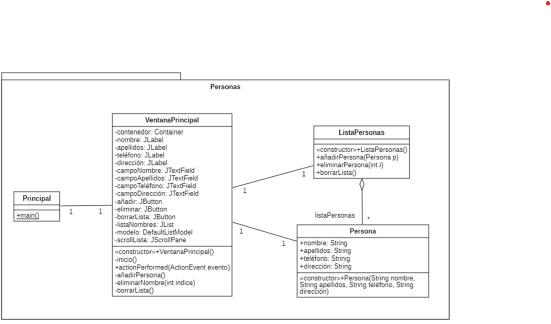 Personas
VentanaPrincipal
-contenedor: Container
-nombre: JLabel
-apellidos: JLabel
-teléfono: JLabel
-dirección: JLabel
-campoNombre: JTextField
-campoApellidos: JTextField
-campoTeléfono: JTextField
-campoDirección: JTextField
-añadir: JButton
-eliminar: JButton
-borrarLista: JButton
-listaNombres: JList
-modelo: DefaultListModel
-scrollLista: JScrollPane
«constructor»+VentanaPrincipal()
-inicio()
+actionPerformed(ActionEvent evento)
-añadirPersona()
-eliminarNombre(int indice)
-borrarLista()
ListaPersonas
«constructor»+ListaPersonas()
+añadirPersona(Persona p)
+eliminarPersona(int i)
+borrarLista()
Principal
+main()
1
1
1
1
1
1
listaPersonas
*
Persona
+nombre: String
+apellidos: String
+teléfono: String
+dirección: String
«constructor»+Persona(String nombre,
String apellidos, String teléfono, String
dirección)